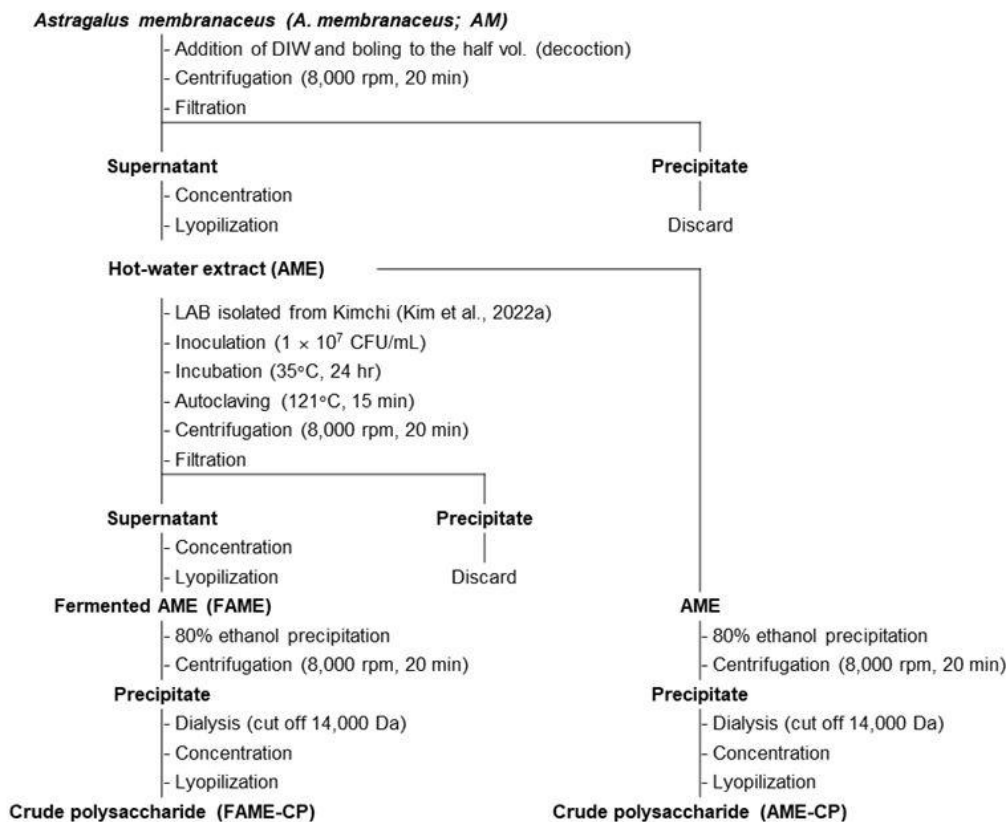 Astragalus membranaceus (A. membranaceus; AM)
- Addition of DIW and boling to the half vol. (decoction)
- Centrifugation (8,000 rpm, 20 min)
- Filtration
Supernatant
Precipitate
- Concentration
- Lyopilization
Discard
Hot-water extract (AME)
- LAB isolated from Kimchi (Kim et al., 2022a)
- Inoculation (1 × 10⁷ CFU/mL)
- Incubation (35°C, 24 hr)
- Autoclaving (121°C, 15 min)
- Centrifugation (8,000 rpm, 20 min)
- Filtration
Supernatant
Precipitate
- Concentration
- Lyopilization
Discard
Fermented AME (FAME)
- 80% ethanol precipitation
- Centrifugation (8,000 rpm, 20 min)
Precipitate
- Dialysis (cut off 14,000 Da)
- Concentration
- Lyopilization
Crude polysaccharide (FAME-CP)
AME
- 80% ethanol precipitation
- Centrifugation (8,000 rpm, 20 min)
Precipitate
- Dialysis (cut off 14,000 Da)
- Concentration
- Lyopilization
Crude polysaccharide (AME-CP)